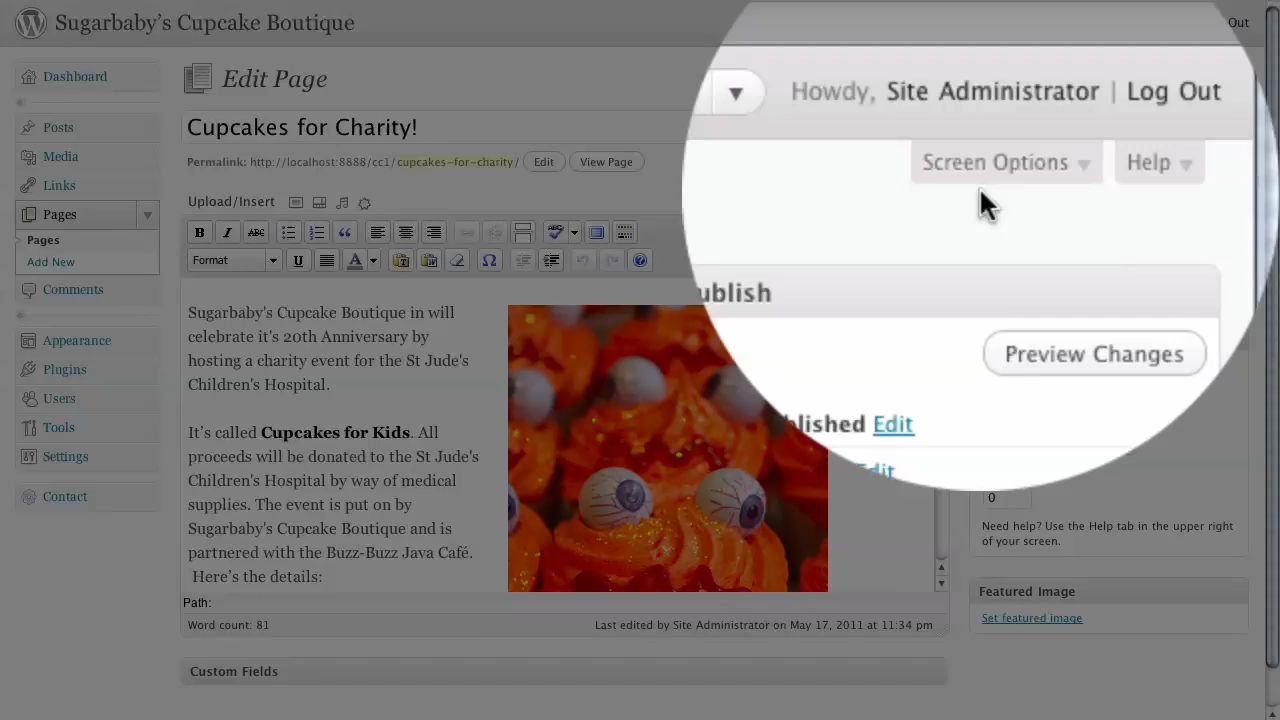 Sugarbaby's Cupcake Boutique
Out
Howdy, Site Administrator | Log Out
Screen Options
Help
Dashboard
Posts
Media
Links
Pages
Pages
Add New
Comments
Appearance
Plugins
Users
Tools
Settings
Contact
Edit Page
Cupcakes for Charity!
Permalink: http://localhost:8888/cc1/cupcakes-for-charity/ Edit View Page
Upload/Insert
B I ABC
Format U A Ω
Sugarbaby's Cupcake Boutique in will
celebrate it's 20th Anniversary by
hosting a charity event for the St Jude's
Children's Hospital.
It's called Cupcakes for Kids. All
proceeds will be donated to the St Jude's
Children's Hospital by way of medical
supplies. The event is put on by
Sugarbaby's Cupcake Boutique and is
partnered with the Buzz-Buzz Java Café.
Here's the details:
Path:
Word count: 81
Last edited by Site Administrator on May 17, 2011 at 11:34 pm
Custom Fields
ublish
Preview Changes
blished Edit
Edit
0
Need help? Use the Help tab in the upper right
of your screen.
Featured Image
Set featured image